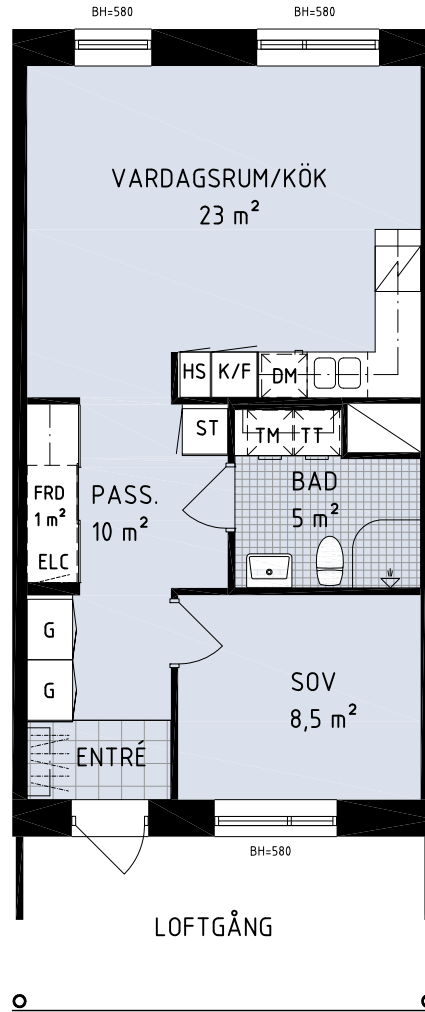 BH=580 BH=580
VARDAGSRUM/KÖK
23 m²
HS K/F DM
ST TM TT
FRD
1 m²
ELC
PASS.
10 m²
BAD
5 m²
G
G
SOV
8,5 m²
ENTRÉ
BH=580
LOFTGÅNG